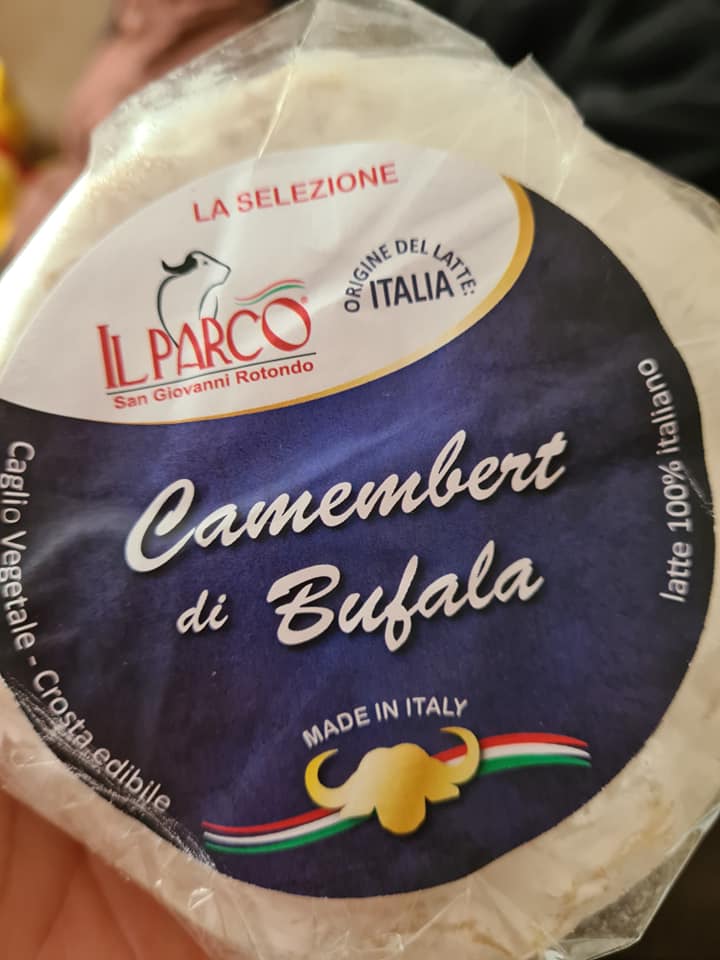 LA SELEZIONE
IL PARCO®
San Giovanni Rotondo
ORIGINE DEL LATTE:
ITALIA
Camembert
di Bufala
MADE IN ITALY
Caglio Vegetale - Crosta edibile
latte 100% italiano